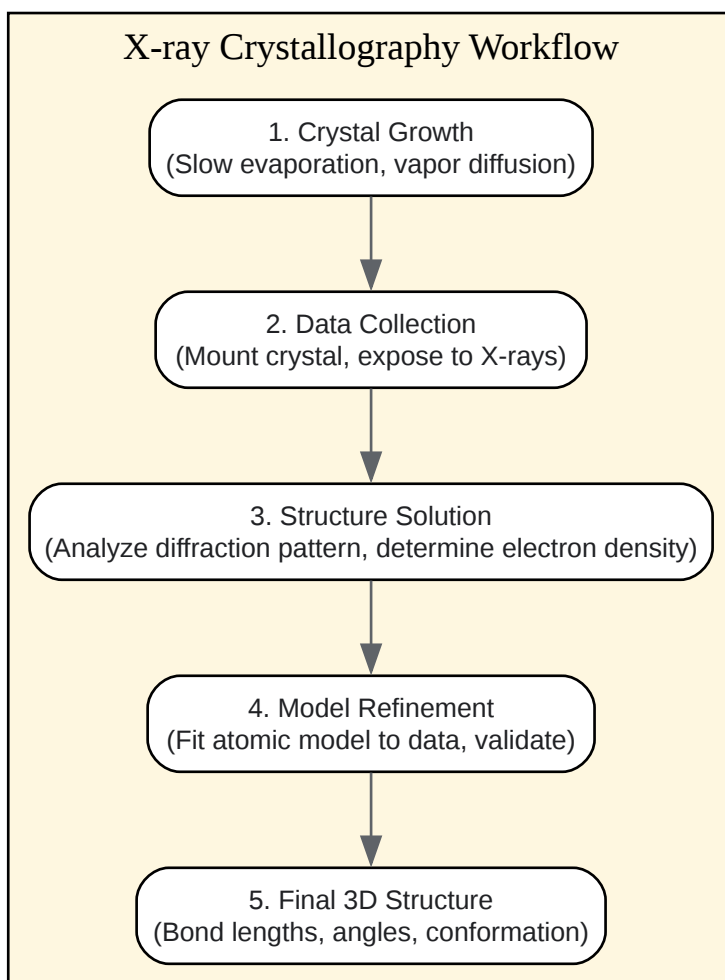 X-ray Crystallography Workflow
1. Crystal Growth
(Slow evaporation, vapor diffusion)
2. Data Collection
(Mount crystal, expose to X-rays)
3. Structure Solution
(Analyze diffraction pattern, determine electron density)
4. Model Refinement
(Fit atomic model to data, validate)
5. Final 3D Structure
(Bond lengths, angles, conformation)